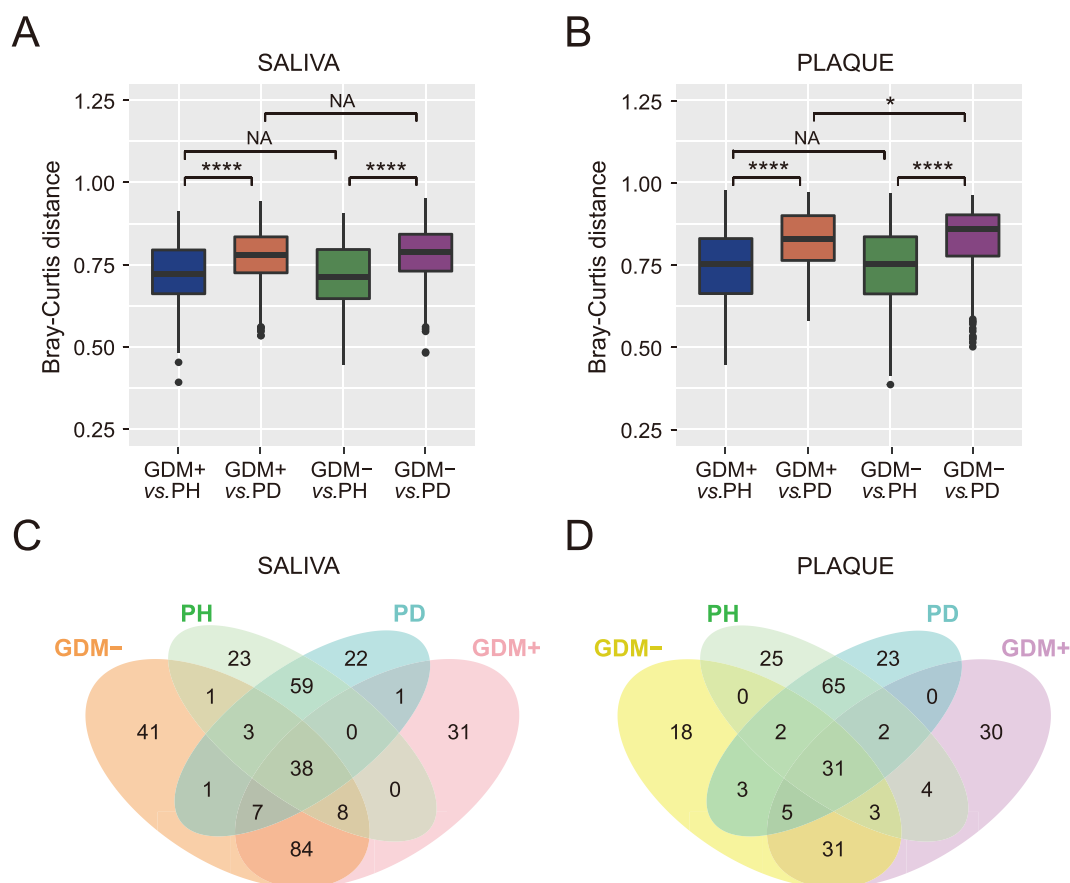 A
SALIVA
Bray-Curtis distance
1.25
1.00
0.75
0.50
0.25
NA
NA
**** ****
GDM+ GDM+ GDM− GDM−
vs.PH vs.PD vs.PH vs.PD
B
PLAQUE
Bray-Curtis distance
1.25
1.00
0.75
0.50
0.25
*
NA
**** ****
GDM+ GDM+ GDM− GDM−
vs.PH vs.PD vs.PH vs.PD
C
SALIVA
PH PD
GDM− GDM+
23 22
59
1 1
41 3 0 31
38
1 0
7 8
84
D
PLAQUE
PH PD
GDM− GDM+
25 23
65
0 0
18 2 2 30
31
3 4
5 3
31